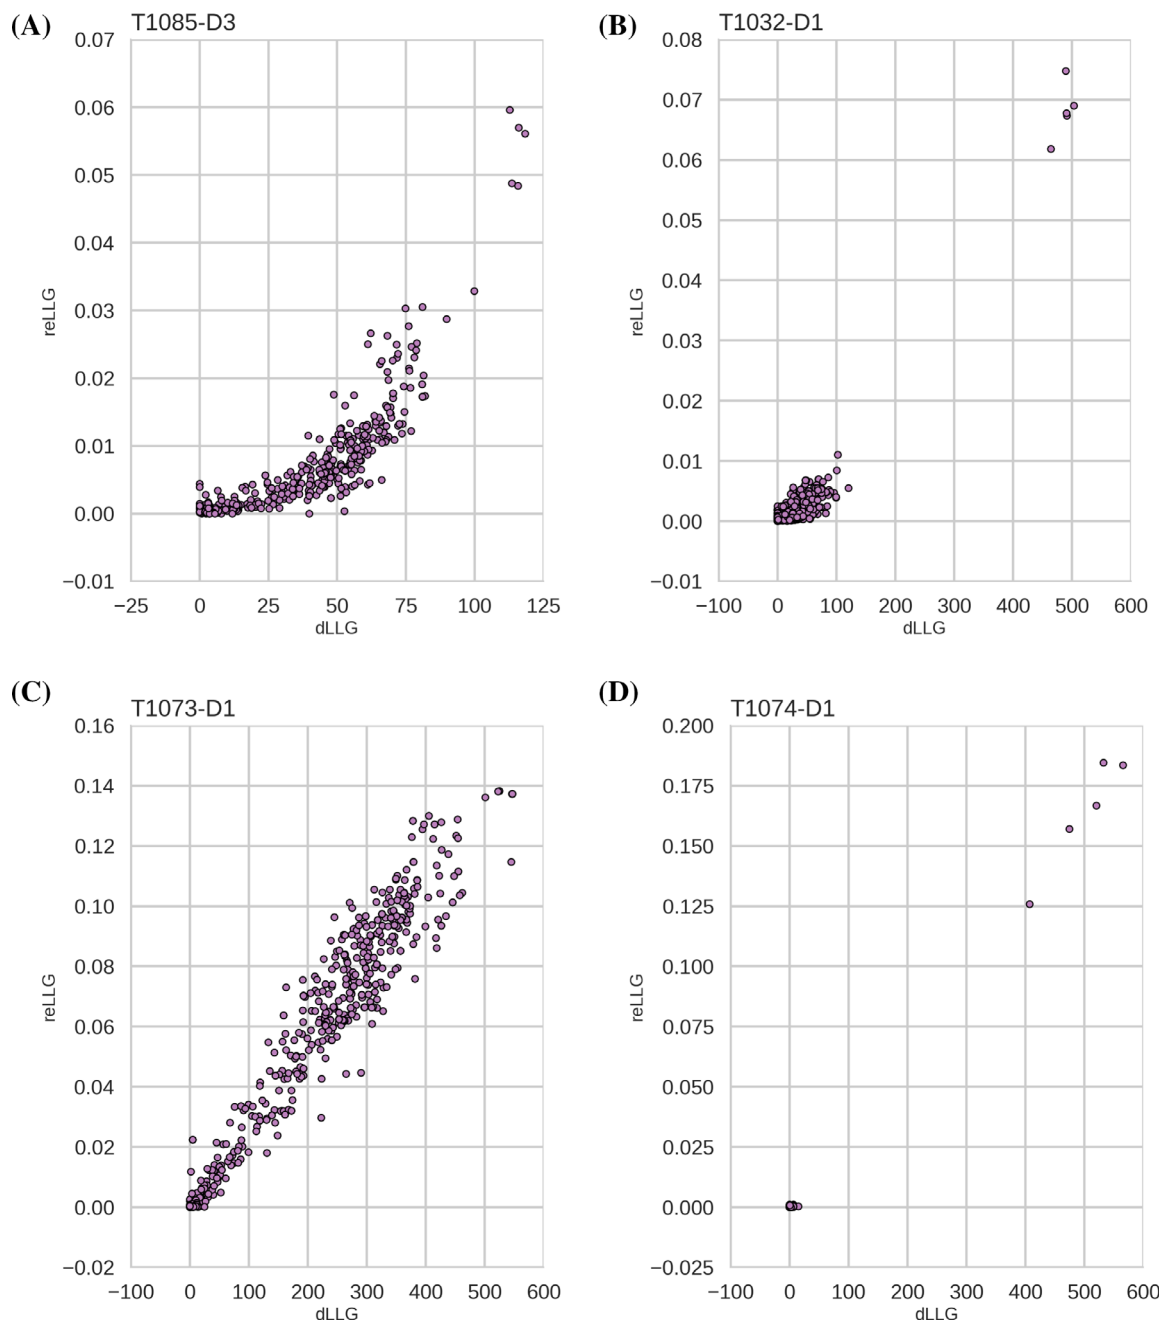 (A) T1085-D3
0.07
0.06
0.05
0.04
0.03
0.02
0.01
0.00
−0.01
reLLG
−25 0 25 50 75 100 125
dLLG
(B) T1032-D1
0.08
0.07
0.06
0.05
0.04
0.03
0.02
0.01
0.00
−0.01
reLLG
−100 0 100 200 300 400 500 600
dLLG
(C) T1073-D1
0.16
0.14
0.12
0.10
0.08
0.06
0.04
0.02
0.00
−0.02
reLLG
−100 0 100 200 300 400 500 600
dLLG
(D) T1074-D1
0.200
0.175
0.150
0.125
0.100
0.075
0.050
0.025
0.000
−0.025
reLLG
−100 0 100 200 300 400 500 600
dLLG